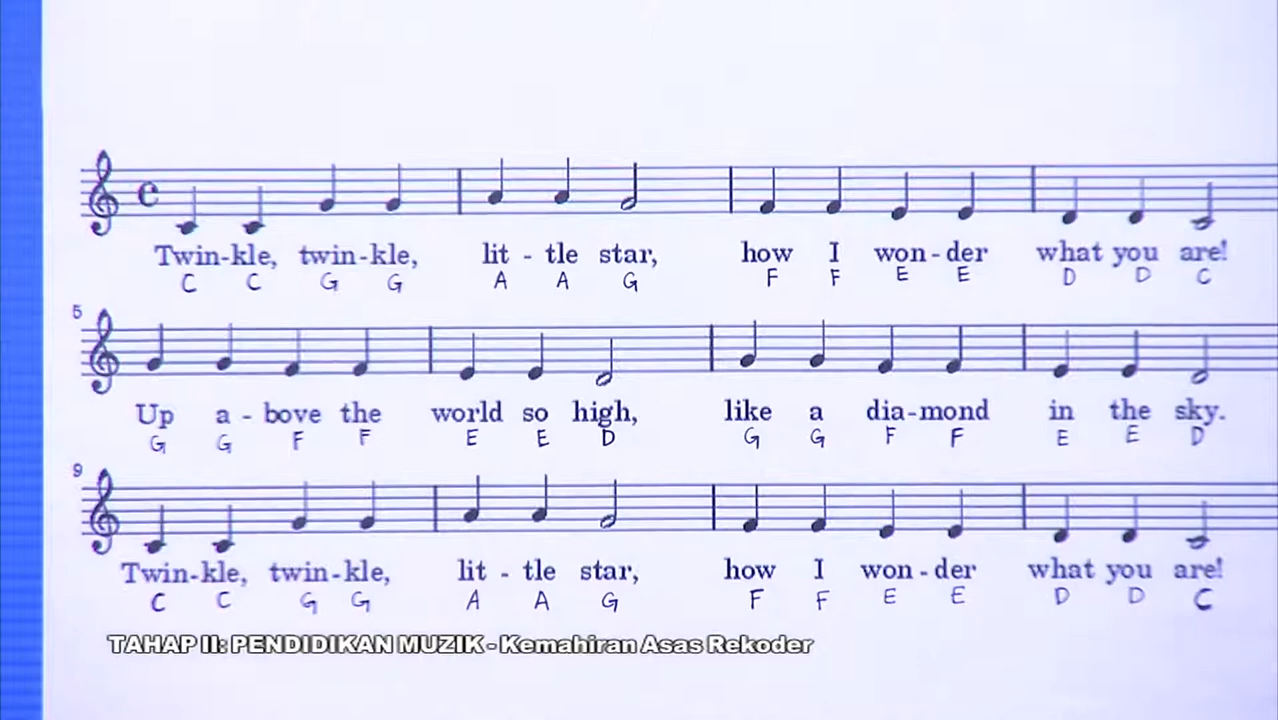 Twin-kle, twin-kle, lit - tle star, how I won - der what you are!
C C G G A A G F F E E D D C
5
Up a - bove the world so high, like a dia-mond in the sky.
G G F F E E D G G F F E E D
9
Twin-kle, twin-kle, lit - tle star, how I won - der what you are!
C C G G A A G F F E E D D C
TAHAP II: PENDIDIKAN MUZIK - Kemahiran Asas Rekoder